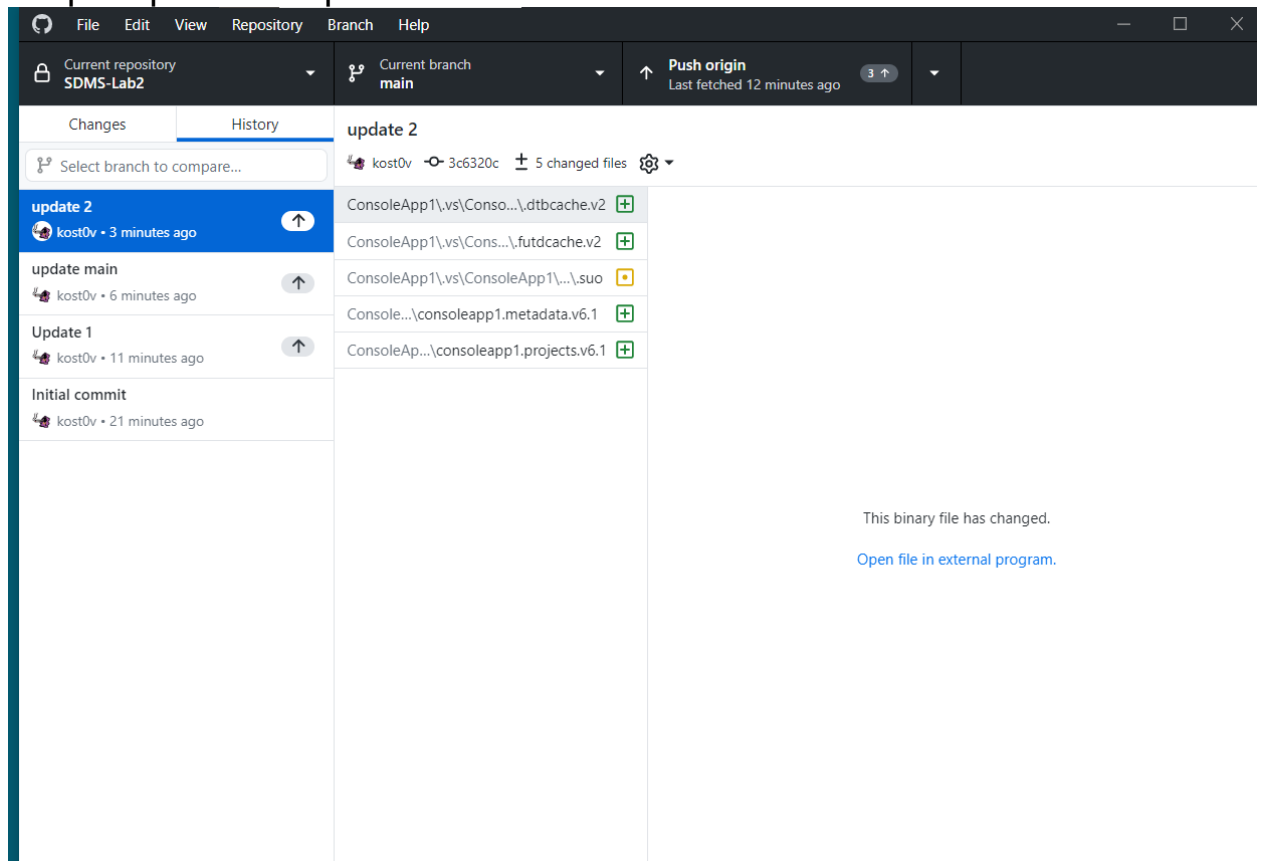 File Edit View Repository Branch Help
Current repository
SDMS-Lab2
Current branch
main
Push origin
Last fetched 12 minutes ago
3
Changes History
Select branch to compare...
update 2
kost0v • 3 minutes ago
update main
kost0v • 6 minutes ago
Update 1
kost0v • 11 minutes ago
Initial commit
kost0v • 21 minutes ago
update 2
kost0v 3c6320c 5 changed files
ConsoleApp1\.vs\Conso...\.dtbcache.v2
ConsoleApp1\.vs\Cons...\.futdcache.v2
ConsoleApp1\.vs\ConsoleApp1\...\.suo
Console...\consoleapp1.metadata.v6.1
ConsoleAp...\consoleapp1.projects.v6.1
This binary file has changed.
Open file in external program.